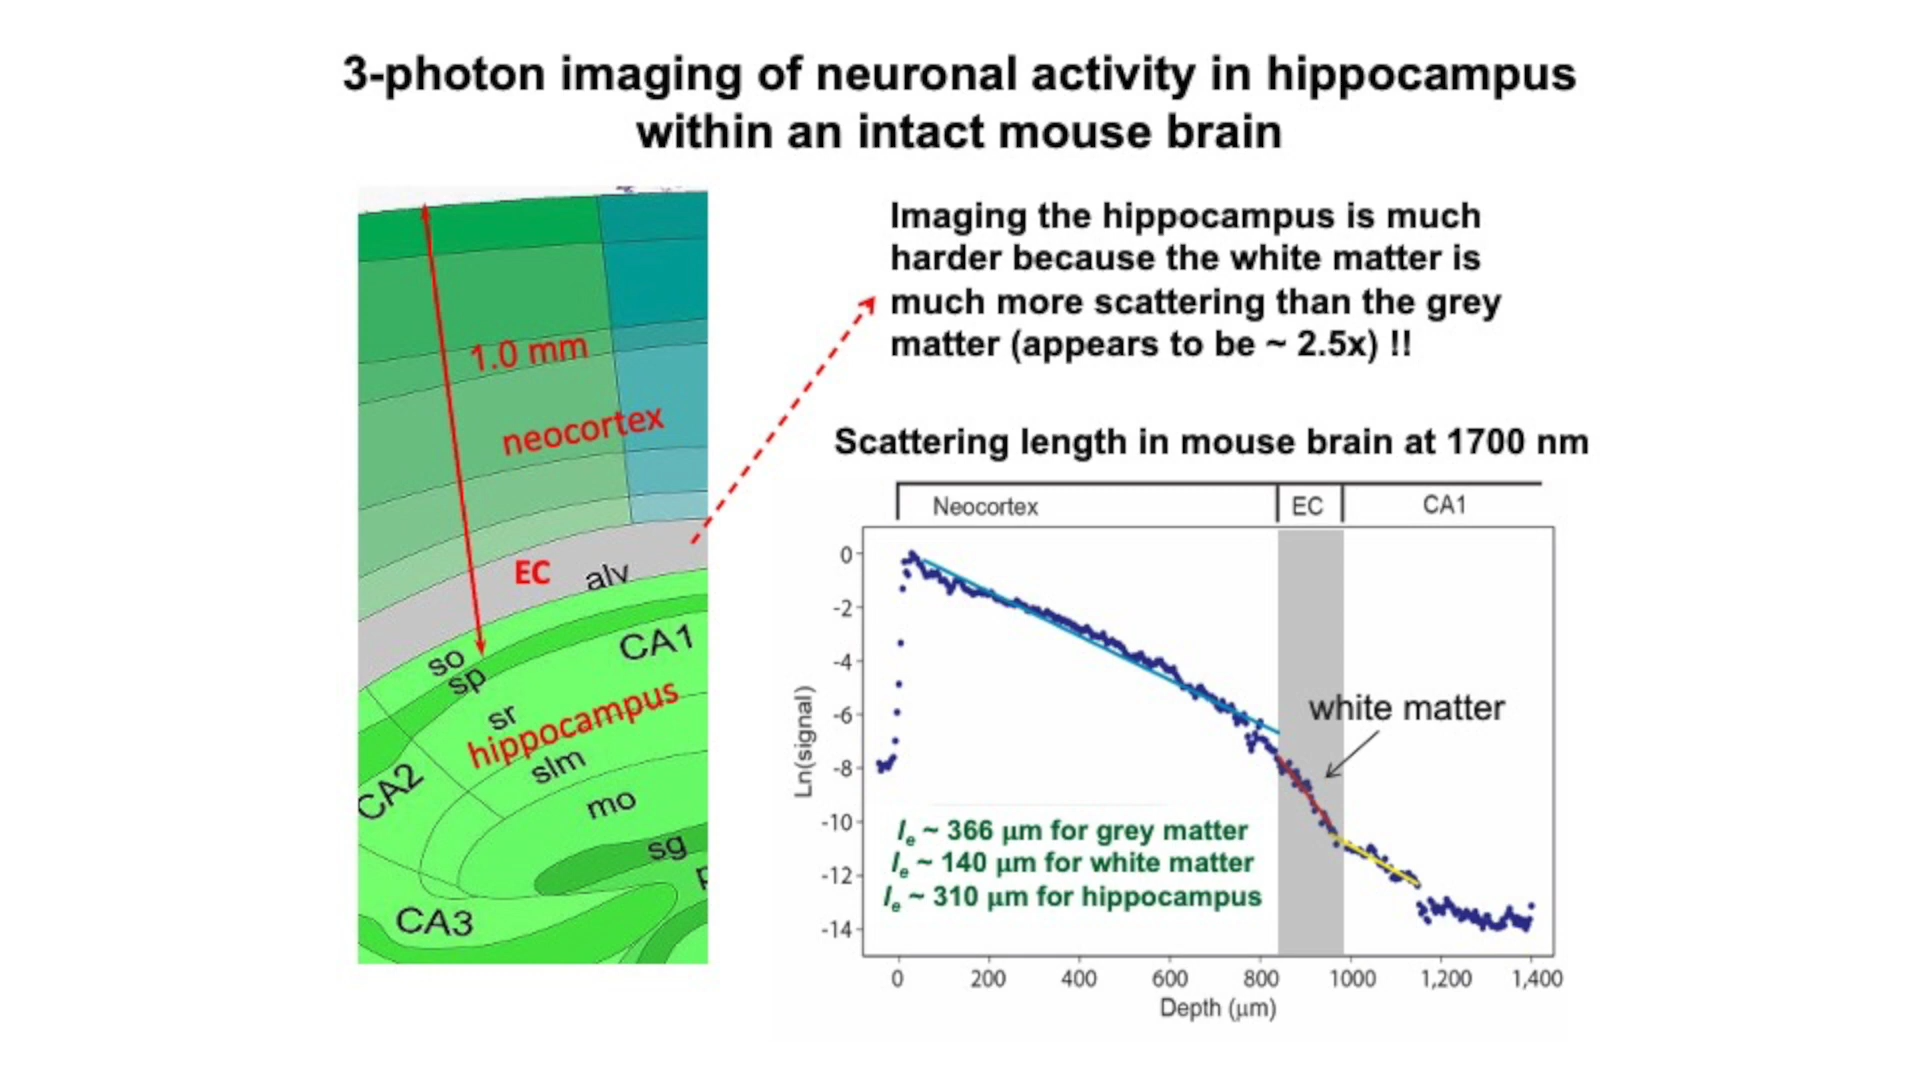 3-photon imaging of neuronal activity in hippocampus
within an intact mouse brain
1.0 mm
neocortex
EC
alv
so
sp
CA1
sr
hippocampus
slm
CA2
mo
sg
CA3
Imaging the hippocampus is much
harder because the white matter is
much more scattering than the grey
matter (appears to be ~ 2.5x) !!
Scattering length in mouse brain at 1700 nm
Neocortex
EC
CA1
0
-2
-4
-6
-8
-10
-12
-14
Ln(signal)
white matter
lₑ ~ 366 μm for grey matter
lₑ ~ 140 μm for white matter
lₑ ~ 310 μm for hippocampus
0
200
400
600
800
1000
1,200
1,400
Depth (μm)